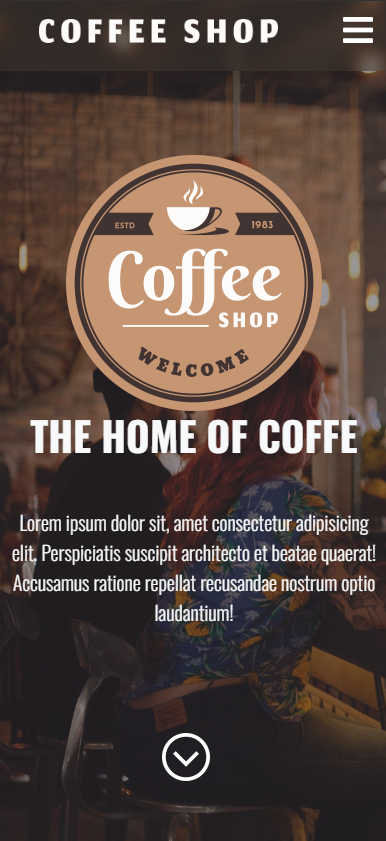 COFFEE SHOP
ESTD 1983
Coffee
SHOP
WELCOME
THE HOME OF COFFE
Lorem ipsum dolor sit, amet consectetur adipisicing
elit. Perspiciatis suscipit architecto et beatae quaerat!
Accusamus ratione repellat recusandae nostrum optio
laudantium!